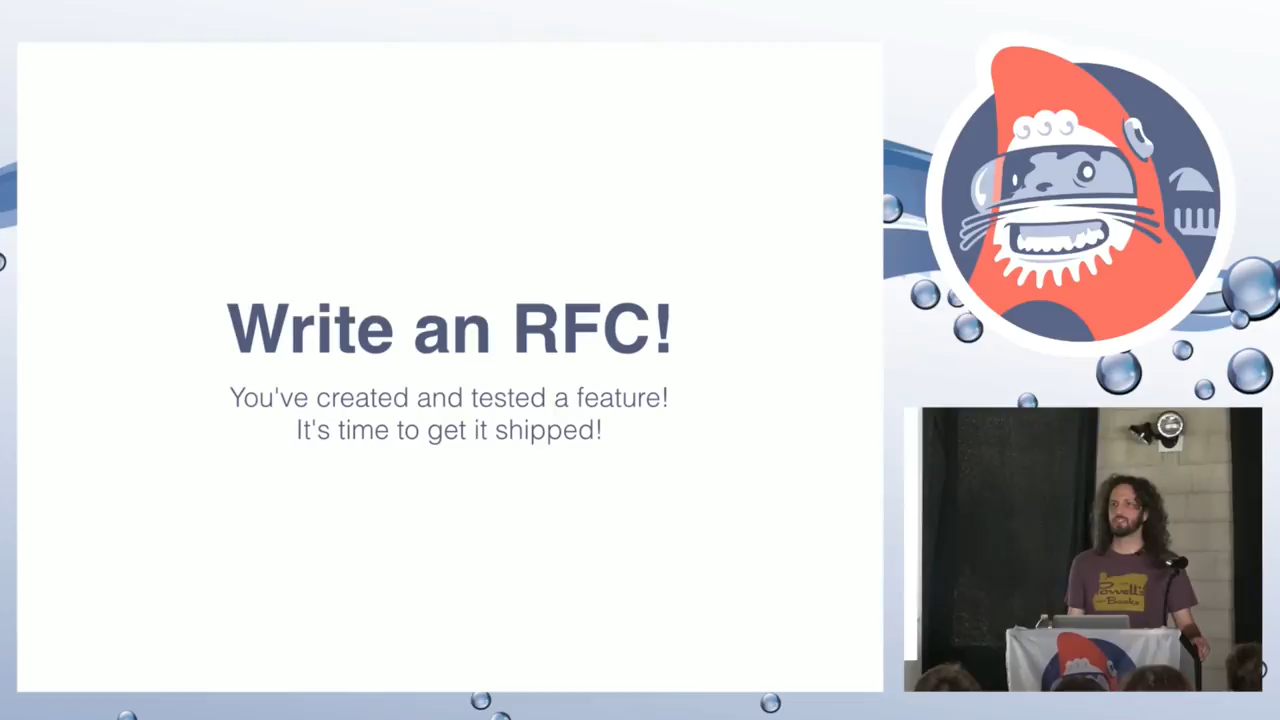 Write an RFC!
You've created and tested a feature!
It's time to get it shipped!
Powell's
Books